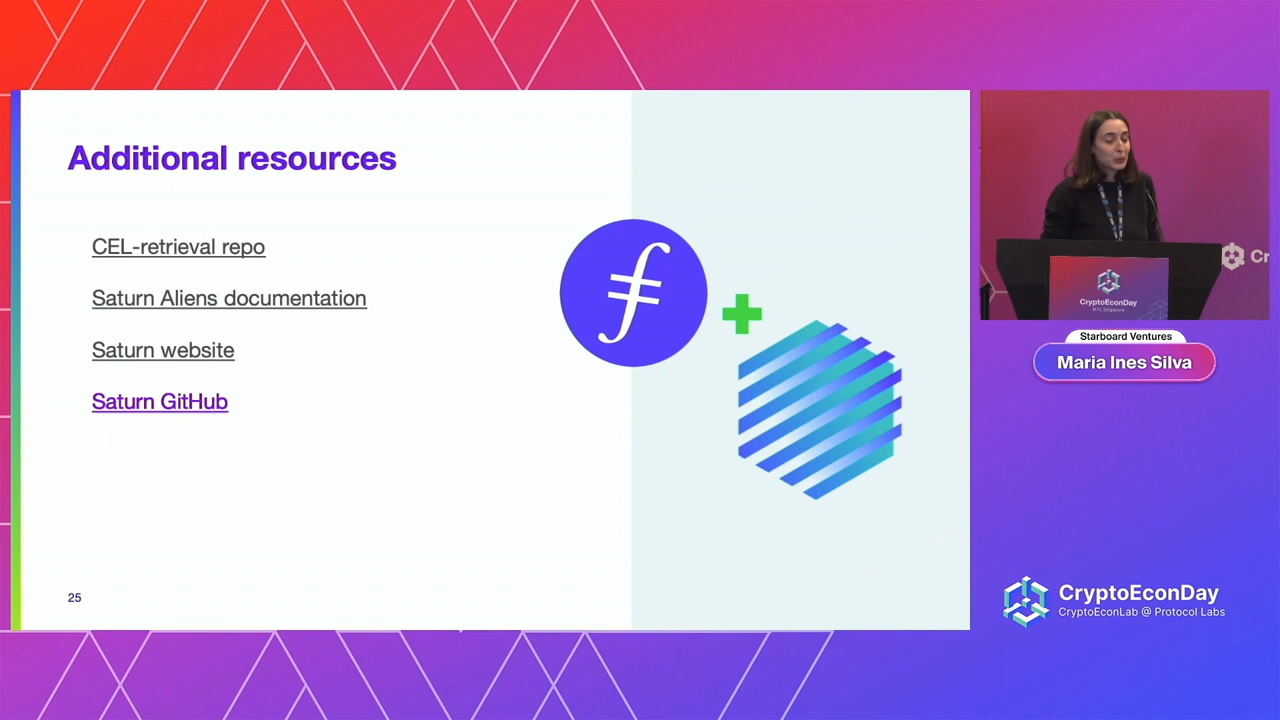 Additional resources
CEL-retrieval repo
Saturn Aliens documentation
Saturn website
Saturn GitHub
25
Cr
CryptoEconDay
Starboard Ventures
Maria Ines Silva
CryptoEconDay
CryptoEconLab @ Protocol Labs